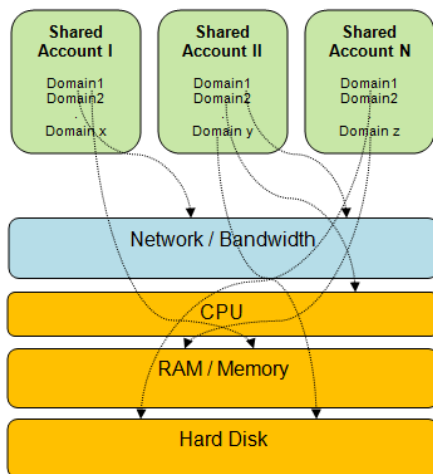 Shared
Account I
Domain1
Domain2
.
Domain x
Shared
Account II
Domain1
Domain2
.
Domain y
Shared
Account N
Domain1
Domain2
.
Domain z
Network / Bandwidth
CPU
RAM / Memory
Hard Disk